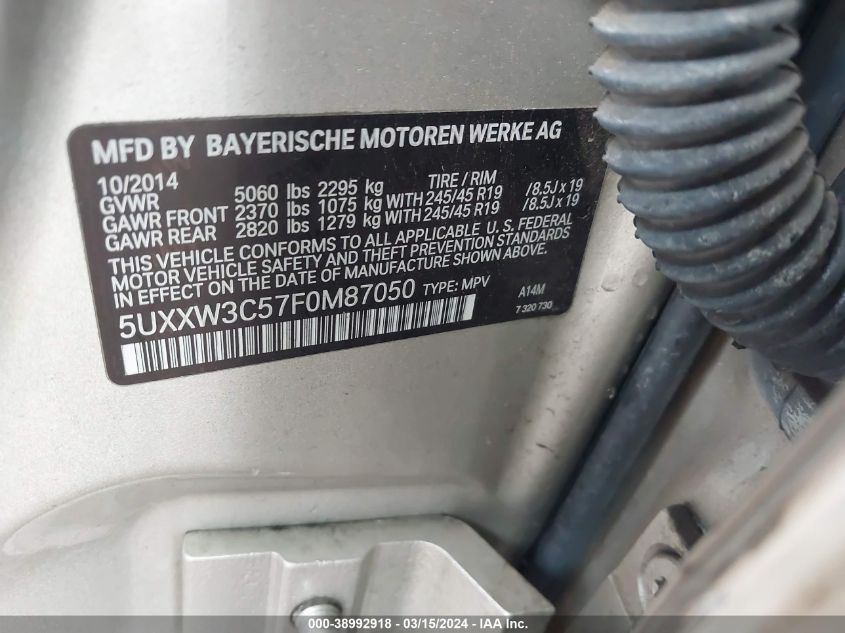 MFD BY BAYERISCHE MOTOREN WERKE AG
10/2014 TIRE / RIM
GVWR 5060 lbs 2295 kg
GAWR FRONT 2370 lbs 1075 kg WITH 245/45 R19 /8.5J x 19
GAWR REAR 2820 lbs 1279 kg WITH 245/45 R19 /8.5J x 19
THIS VEHICLE CONFORMS TO ALL APPLICABLE U.S. FEDERAL
MOTOR VEHICLE SAFETY AND THEFT PREVENTION STANDARDS
IN EFFECT ON THE DATE OF MANUFACTURE SHOWN ABOVE.
5UXXW3C57F0M87050 TYPE: MPV A14M
7 320 730
000-38992918 - 03/15/2024 - IAA Inc.